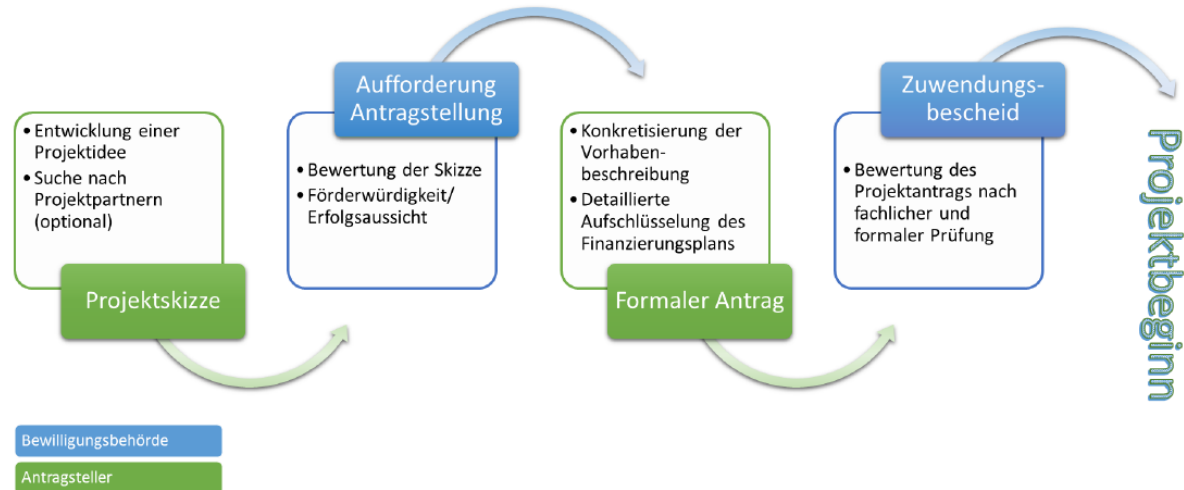 • Entwicklung einer
Projektidee
• Suche nach
Projektpartnern
(optional)
Projektskizze
Aufforderung
Antragstellung
• Bewertung der Skizze
• Förderwürdigkeit/
Erfolgsaussicht
• Konkretisierung der
Vorhaben-
beschreibung
• Detaillierte
Aufschlüsselung des
Finanzierungsplans
Formaler Antrag
Zuwendungs-
bescheid
• Bewertung des
Projektantrags nach
fachlicher und
formaler Prüfung
Projektbeginn
Bewilligungsbehörde
Antragsteller